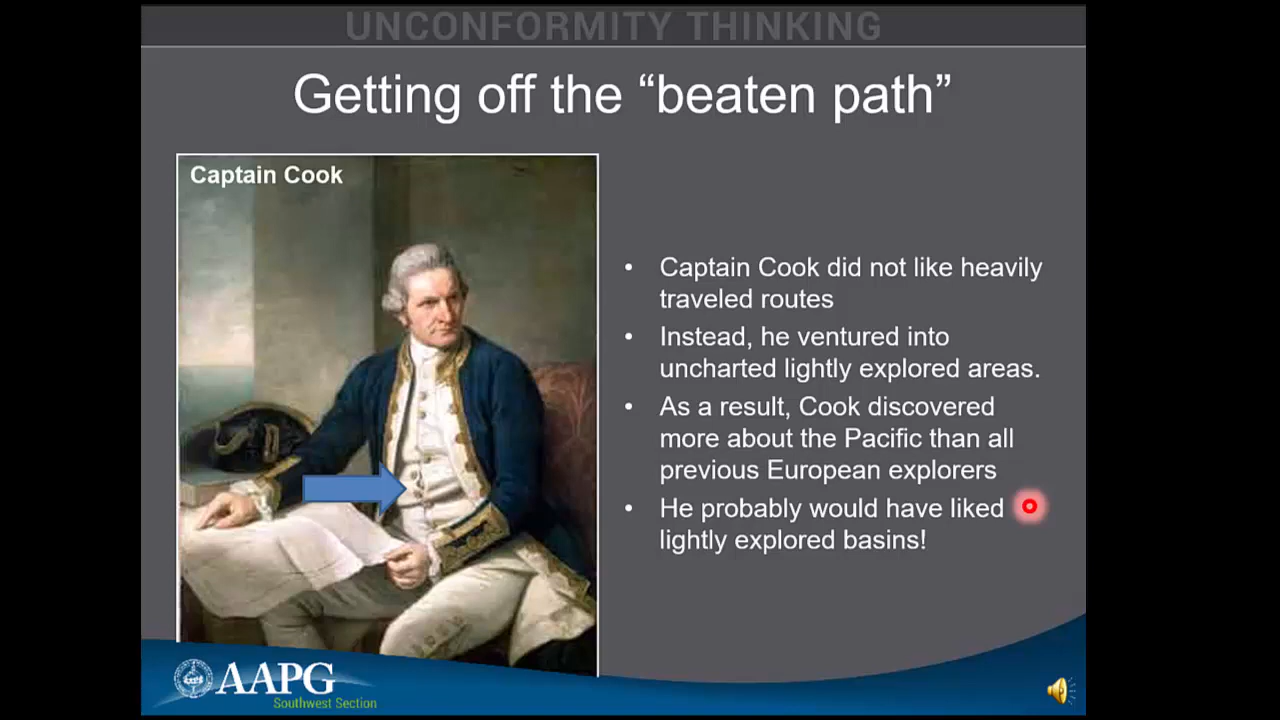 UNCONFORMITY THINKING
Getting off the “beaten path”
Captain Cook
• Captain Cook did not like heavily
traveled routes
• Instead, he ventured into
uncharted lightly explored areas.
• As a result, Cook discovered
more about the Pacific than all
previous European explorers
• He probably would have liked
lightly explored basins!
AAPG
Southwest Section